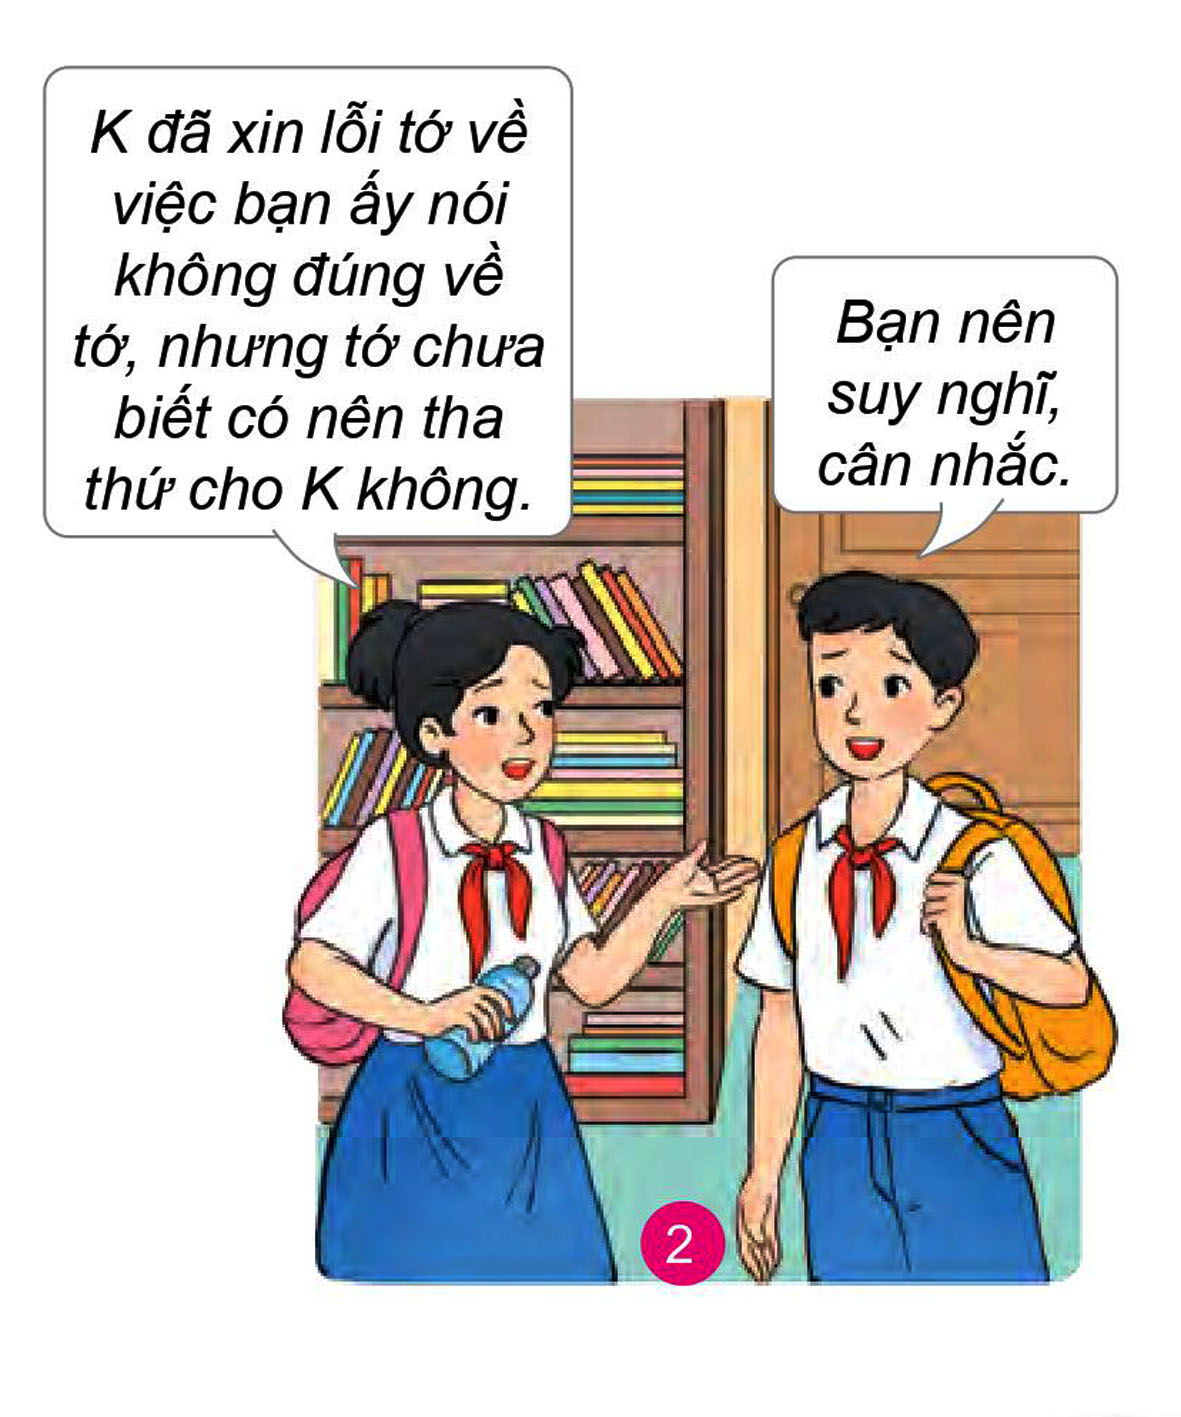 K đã xin lỗi tớ về
việc bạn ấy nói
không đúng về
tớ, nhưng tớ chưa
biết có nên tha
thứ cho K không.
Bạn nên
suy nghĩ,
cân nhắc.
2